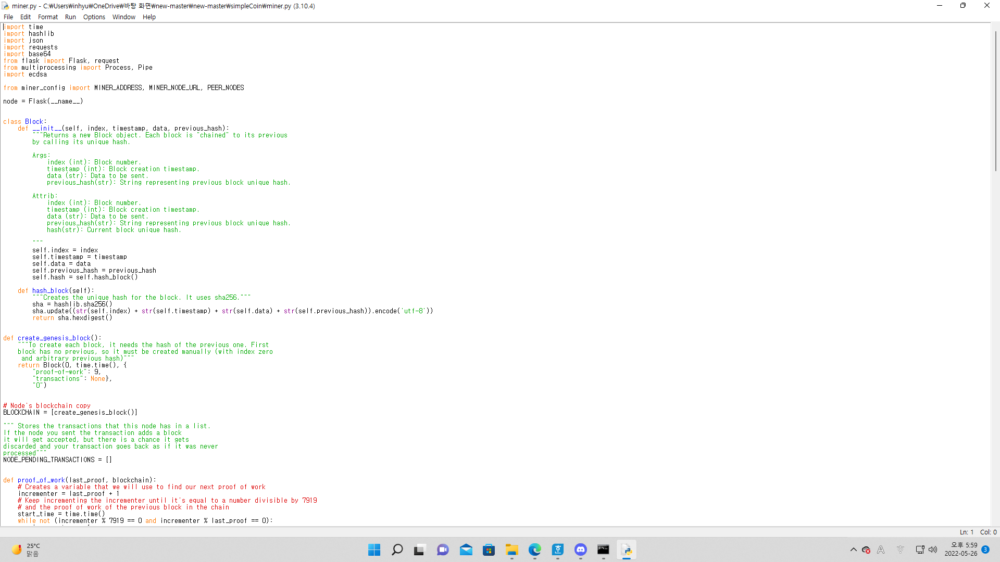 miner.py - C:₩Users₩inhyu₩OneDrive₩바탕 화면₩new-master₩new-master₩simpleCoin₩miner.py (3.10.4)
File Edit Format Run Options Window Help
import time
import hashlib
import json
import requests
import base64
from flask import Flask, request
from multiprocessing import Process, Pipe
import ecdsa

from miner_config import MINER_ADDRESS, MINER_NODE_URL, PEER_NODES

node = Flask(__name__)


class Block:
    def __init__(self, index, timestamp, data, previous_hash):
        """Returns a new Block object. Each block is "chained" to its previous
        by calling its unique hash.

        Args:
            index (int): Block number.
            timestamp (int): Block creation timestamp.
            data (str): Data to be sent.
            previous_hash(str): String representing previous block unique hash.

        Attrib:
            index (int): Block number.
            timestamp (int): Block creation timestamp.
            data (str): Data to be sent.
            previous_hash(str): String representing previous block unique hash.
            hash(str): Current block unique hash.

        """
        self.index = index
        self.timestamp = timestamp
        self.data = data
        self.previous_hash = previous_hash
        self.hash = self.hash_block()

    def hash_block(self):
        """Creates the unique hash for the block. It uses sha256."""
        sha = hashlib.sha256()
        sha.update((str(self.index) + str(self.timestamp) + str(self.data) + str(self.previous_hash)).encode('utf-8'))
        return sha.hexdigest()


def create_genesis_block():
    """To create each block, it needs the hash of the previous one. First
    block has no previous, so it must be created manually (with index zero
     and arbitrary previous hash)"""
    return Block(0, time.time(), {
        "proof-of-work": 9,
        "transactions": None},
        "0")


# Node's blockchain copy
BLOCKCHAIN = [create_genesis_block()]

""" Stores the transactions that this node has in a list.
If the node you sent the transaction adds a block
it will get accepted, but there is a chance it gets
discarded and your transaction goes back as if it was never
processed"""
NODE_PENDING_TRANSACTIONS = []


def proof_of_work(last_proof, blockchain):
    # Creates a variable that we will use to find our next proof of work
    incrementer = last_proof + 1
    # Keep incrementing the incrementer until it's equal to a number divisible by 7919
    # and the proof of work of the previous block in the chain
    start_time = time.time()
    while not (incrementer % 7919 == 0 and incrementer % last_proof == 0):
Ln: 1 Col: 0
25°C
맑음
A
오후 5:59
2022-05-26
3